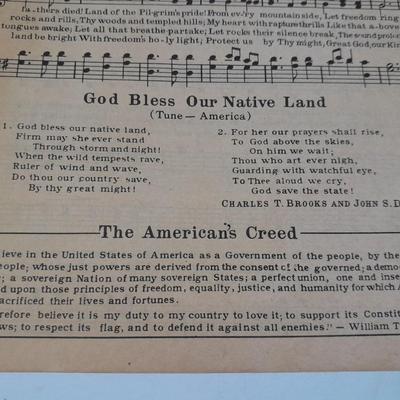 fa-thers died! Land of the Pil-grim's pride! From ev'ry mountain side, Let freedom ring
rocks and rills, Thy woods and templed hills; My heart with rapture thrills Like that a-bove
tongues awake; Let all that breathe partake; Let rocks their silence break, The sound prolong
land be bright With freedom's ho-ly light; Protect us by Thy might, Great God, our Kin
God Bless Our Native Land
(Tune — America)
1. God bless our native land,
Firm may she ever stand
Through storm and night!
When the wild tempests rave,
Ruler of wind and wave,
Do thou our country save,
By thy great might!
2. For her our prayers shall rise,
To God above the skies,
On him we wait;
Thou who art ever nigh,
Guarding with watchful eye,
To Thee aloud we cry,
God save the state!
CHARLES T. BROOKS AND JOHN S. D
The American's Creed
ieve in the United States of America as a Government of the people, by the
eople; whose just powers are derived from the consent of the governed; a demo
; a sovereign Nation of many sovereign States; a perfect union, one and inse
d upon those principles of freedom, equality, justice, and humanity for which A
acrificed their lives and fortunes.
erefore believe it is my duty to my country to love it; to support its Constit
ws; to respect its flag, and to defend it against all enemies." — William T